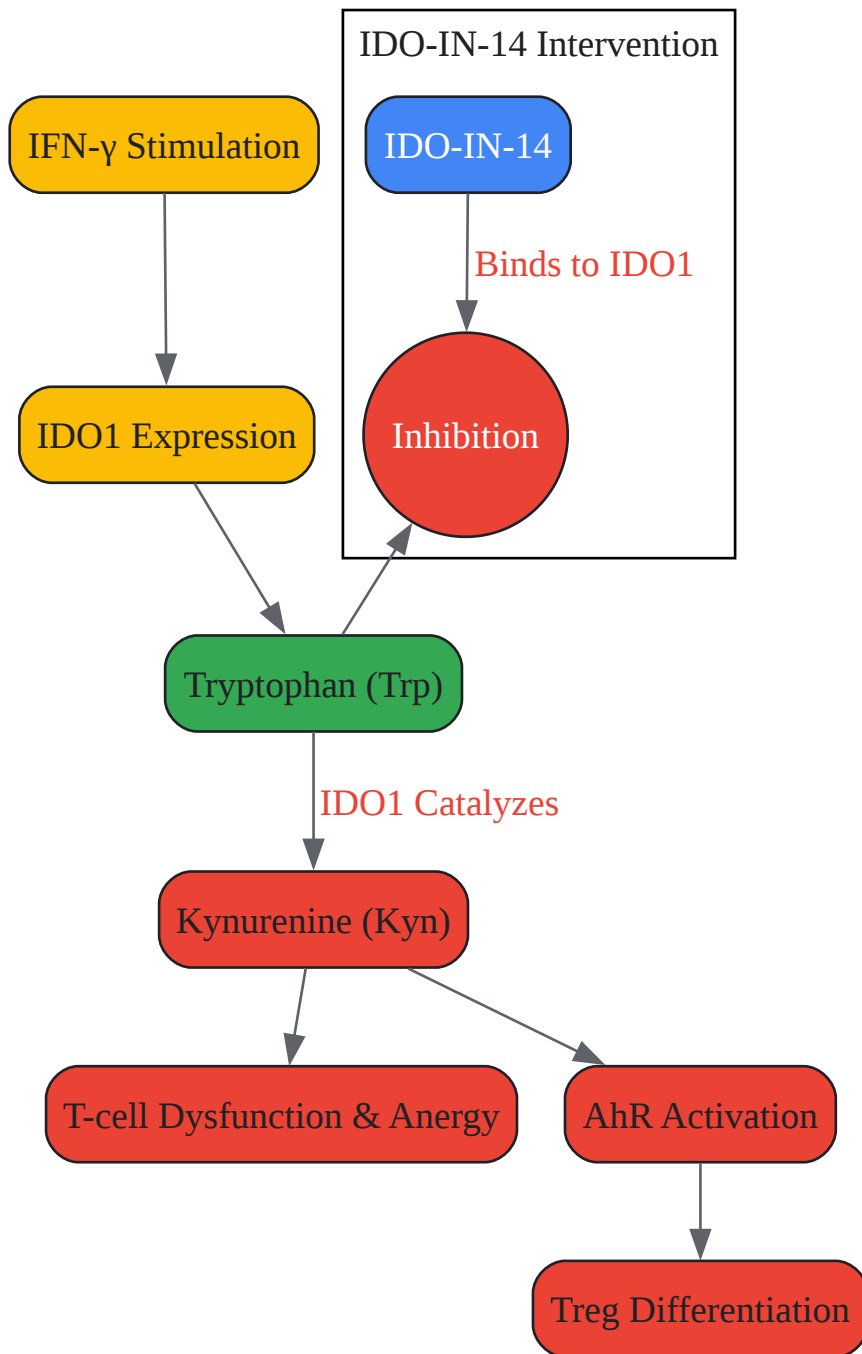 IDO-IN-14 Intervention
IFN-γ Stimulation
IDO-IN-14
Binds to IDO1
IDO1 Expression
Inhibition
Tryptophan (Trp)
IDO1 Catalyzes
Kynurenine (Kyn)
T-cell Dysfunction & Anergy
AhR Activation
Treg Differentiation